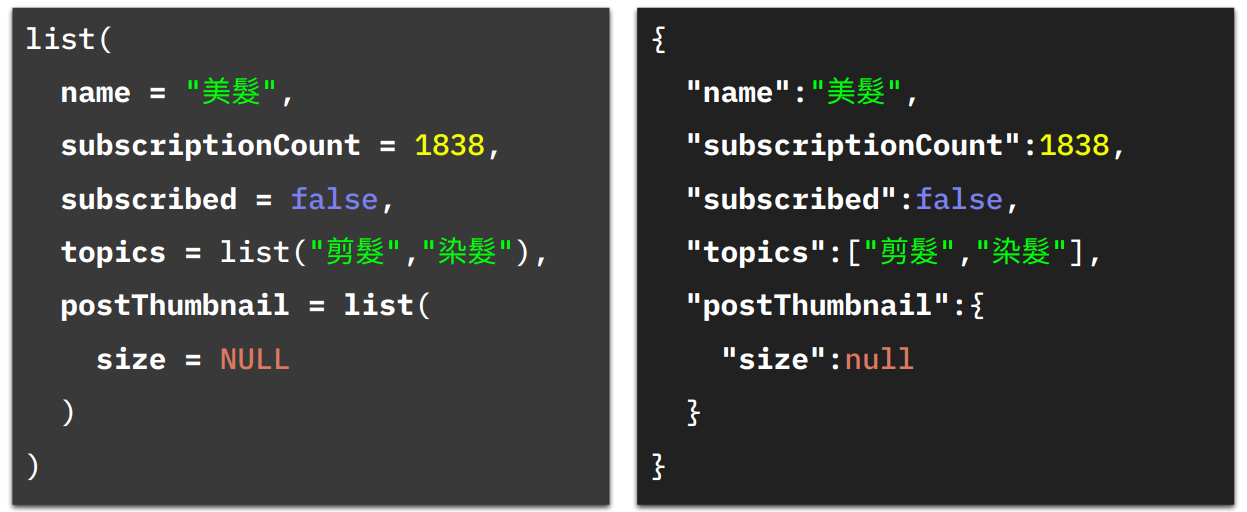 list(
  name = "美髮",
  subscriptionCount = 1838,
  subscribed = false,
  topics = list("剪髮","染髮"),
  postThumbnail = list(
    size = NULL
  )
)
{
  "name":"美髮",
  "subscriptionCount":1838,
  "subscribed":false,
  "topics":["剪髮","染髮"],
  "postThumbnail":{
    "size":null
  }
}